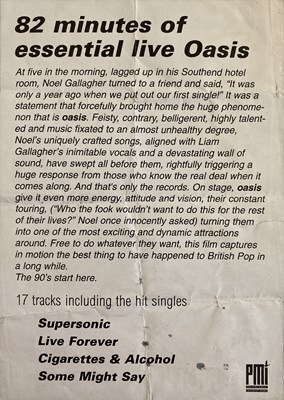 82 minutes of
essential live Oasis
At five in the morning, lagged up in his Southend hotel
room, Noel Gallagher turned to a friend and said, "It was
only a year ago when we put out our first single!" It was a
statement that forcefully brought home the huge phenome-
non that is oasis. Feisty, contrary, belligerent, highly talent-
ed and music fixated to an almost unhealthy degree,
Noel's uniquely crafted songs, aligned with Liam
Gallagher's inimitable vocals and a devastating wall of
sound, have swept all before them, rightfully triggering a
huge response from those who know the real deal when it
comes along. And that's only the records. On stage, oasis
give it even more energy, attitude and vision, their constant
touring, ("Who the fook wouldn't want to do this for the rest
of their lives?" Noel once innocently asked) turning them
into one of the most exciting and dynamic attractions
around. Free to do whatever they want, this film captures
in motion the best thing to have happened to British Pop in
a long while.
The 90's start here.
17 tracks including the hit singles
Supersonic
Live Forever
Cigarettes & Alcohol
Some Might Say
PMI